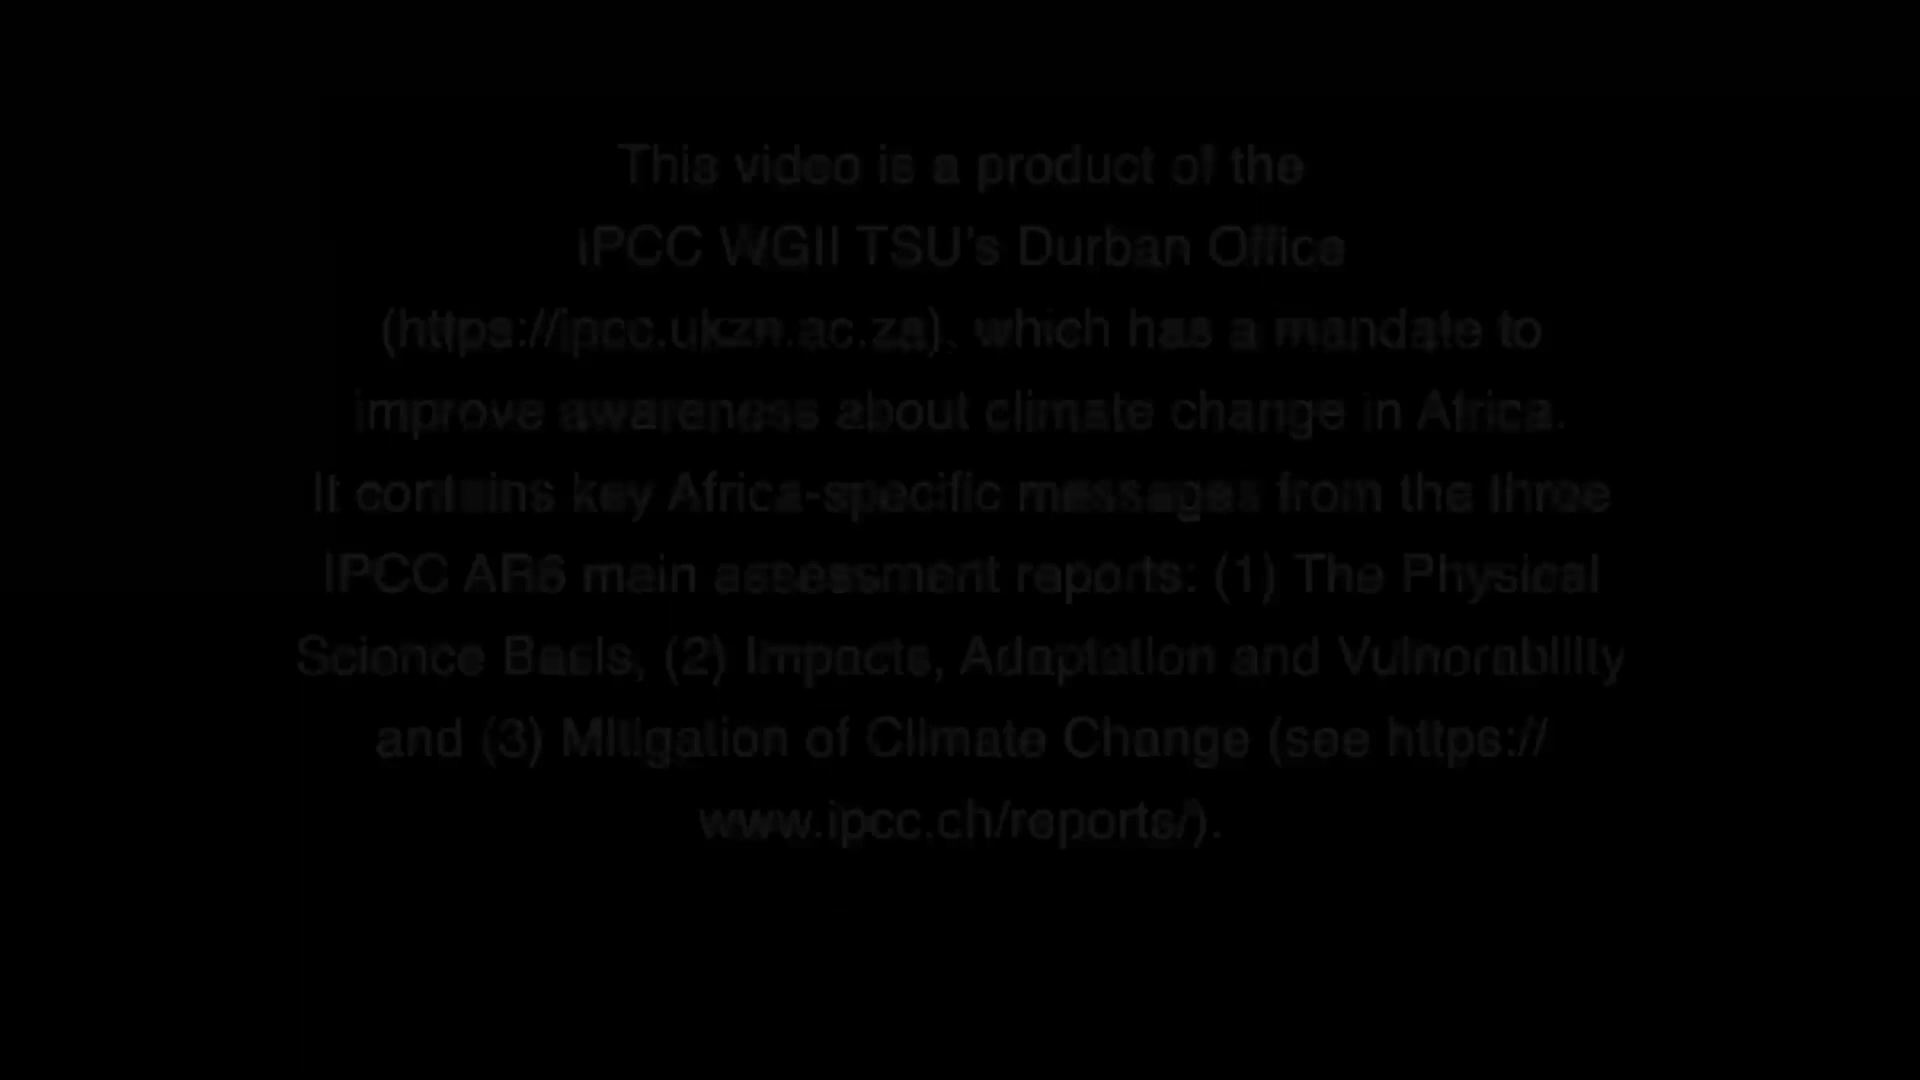 This video is a product of the
IPCC WGII TSU's Durban Office
(https://ipcc.ukzn.ac.za), which has a mandate to
improve awareness about climate change in Africa.
It contains key Africa-specific messages from the three
IPCC AR6 main assessment reports: (1) The Physical
Science Basis, (2) Impacts, Adaptation and Vulnerability
and (3) Mitigation of Climate Change (see https://
www.ipcc.ch/reports/).